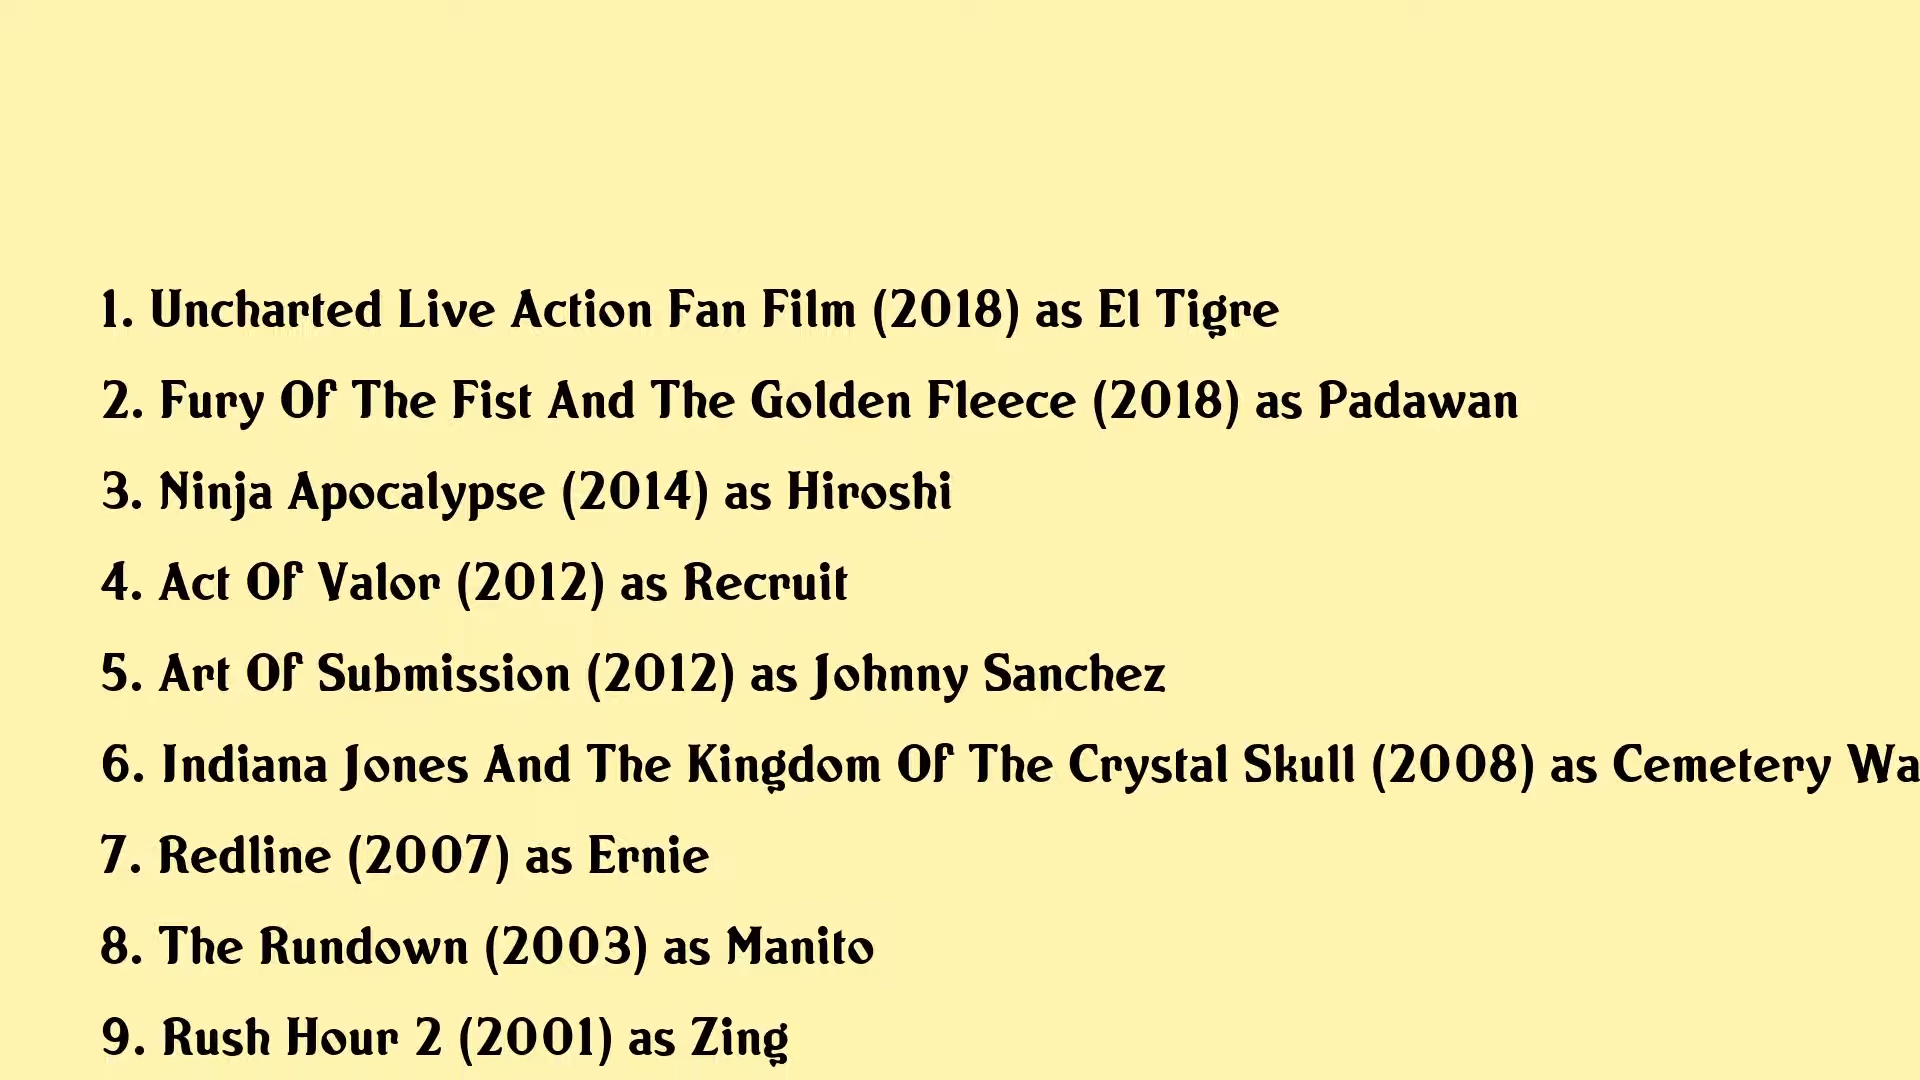 1. Uncharted Live Action Fan Film (2018) as El Tigre
2. Fury Of The Fist And The Golden Fleece (2018) as Padawan
3. Ninja Apocalypse (2014) as Hiroshi
4. Act Of Valor (2012) as Recruit
5. Art Of Submission (2012) as Johnny Sanchez
6. Indiana Jones And The Kingdom Of The Crystal Skull (2008) as Cemetery Wa
7. Redline (2007) as Ernie
8. The Rundown (2003) as Manito
9. Rush Hour 2 (2001) as Zing